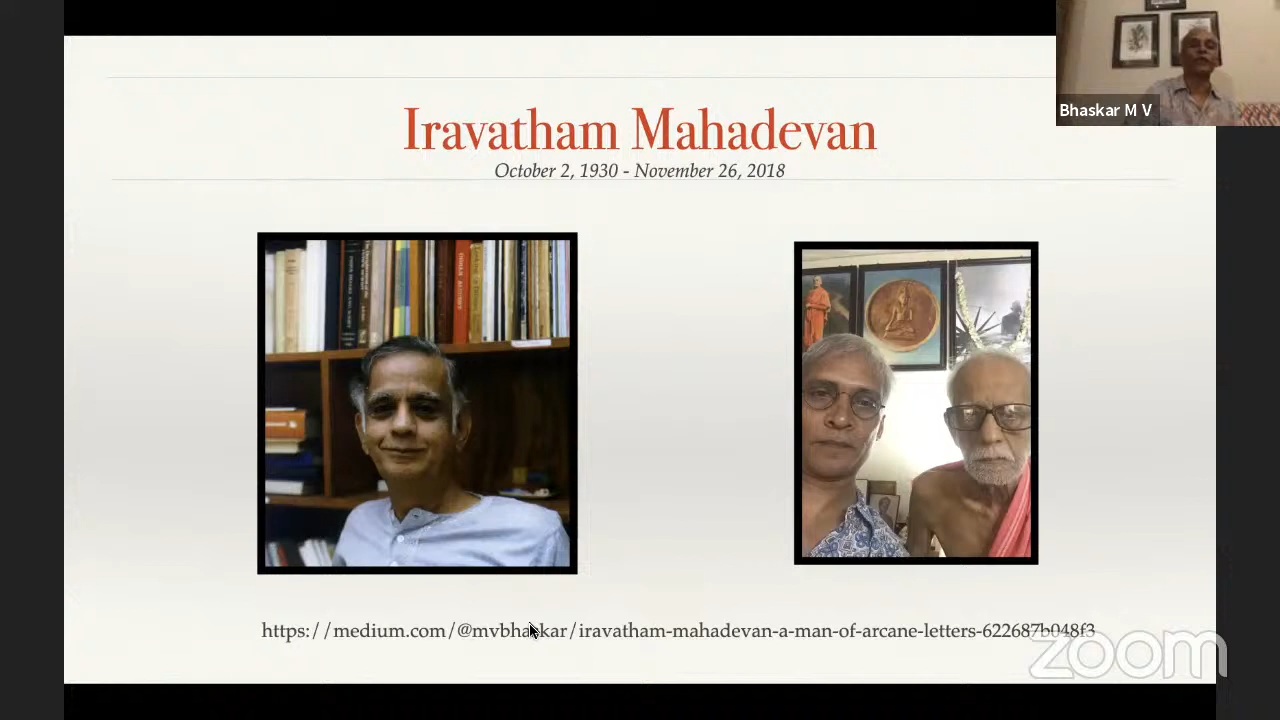 Bhaskar M V
Iravatham Mahadevan
October 2, 1930 - November 26, 2018
https://medium.com/@mvbhaskar/iravatham-mahadevan-a-man-of-arcane-letters-622687b048f3
zoom